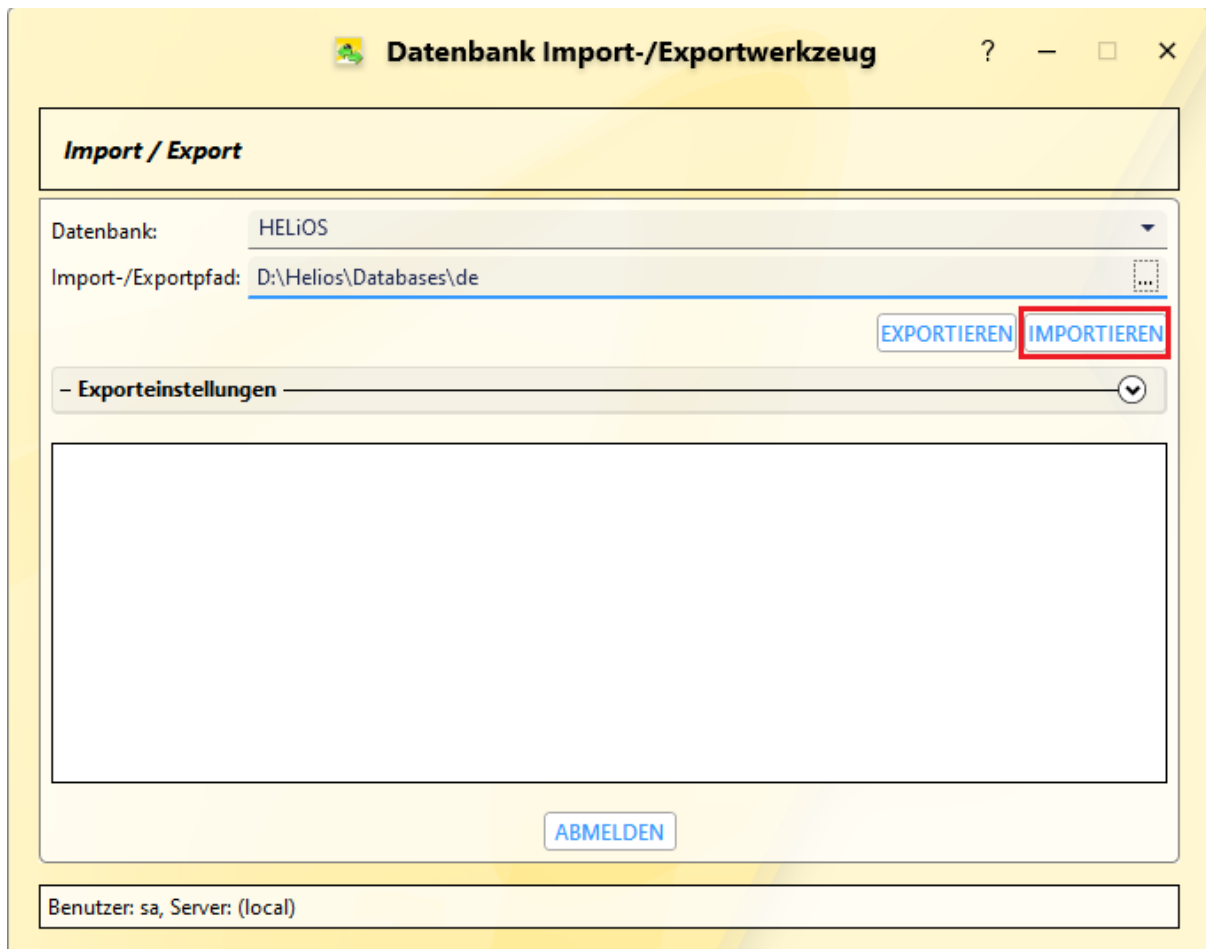 Datenbank Import-/Exportwerkzeug ?
Import / Export
Datenbank: HELiOS
Import-/Exportpfad: D:\Helios\Databases\de ...
EXPORTIEREN IMPORTIEREN
– Exporteinstellungen
ABMELDEN
Benutzer: sa, Server: (local)